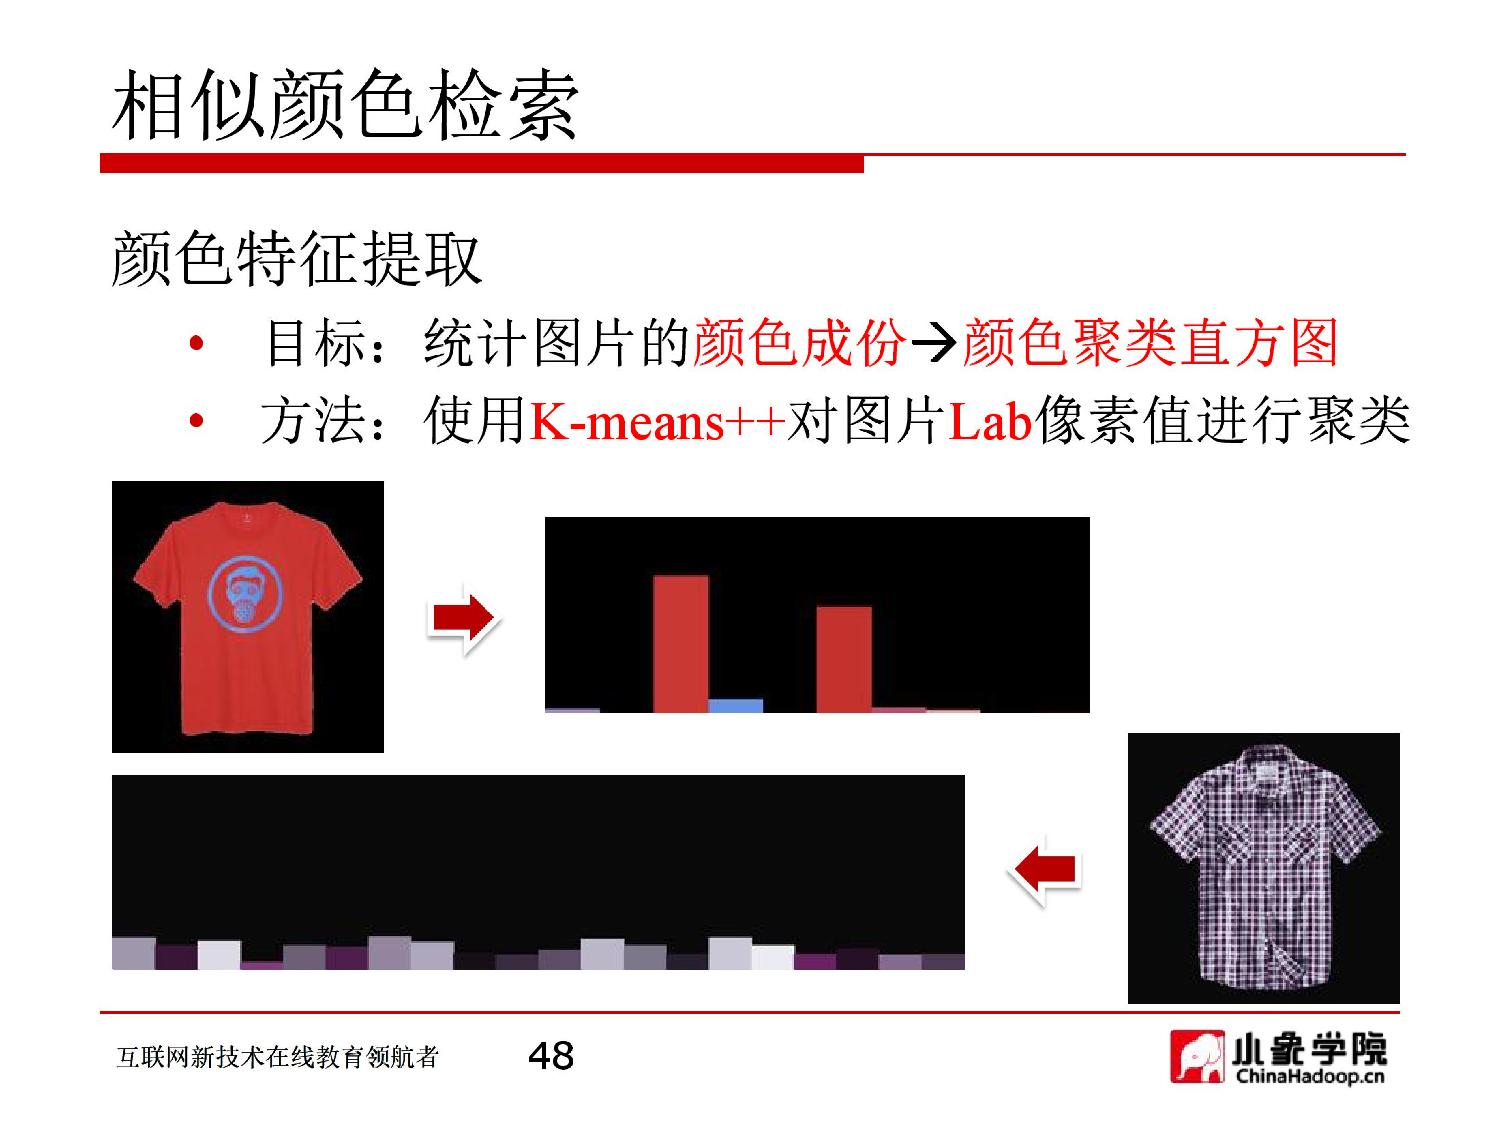 相似颜色检索
颜色特征提取
• 目标：统计图片的颜色成份→颜色聚类直方图
• 方法：使用K-means++对图片Lab像素值进行聚类
互联网新技术在线教育领航者
48
小象学院
ChinaHadoop.cn